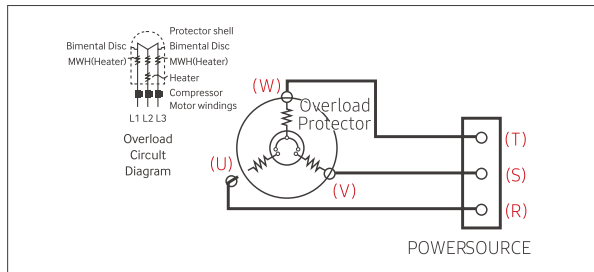 Protector shell
Bimental Disc
Bimental Disc
MWH(Heater)
MWH(Heater)
Heater
Compressor
Motor windings
L1 L2 L3
Overload
Circult
Diagram
(W)
Overload
Protector
(U)
(V)
(T)
(S)
(R)
POWERSOURCE